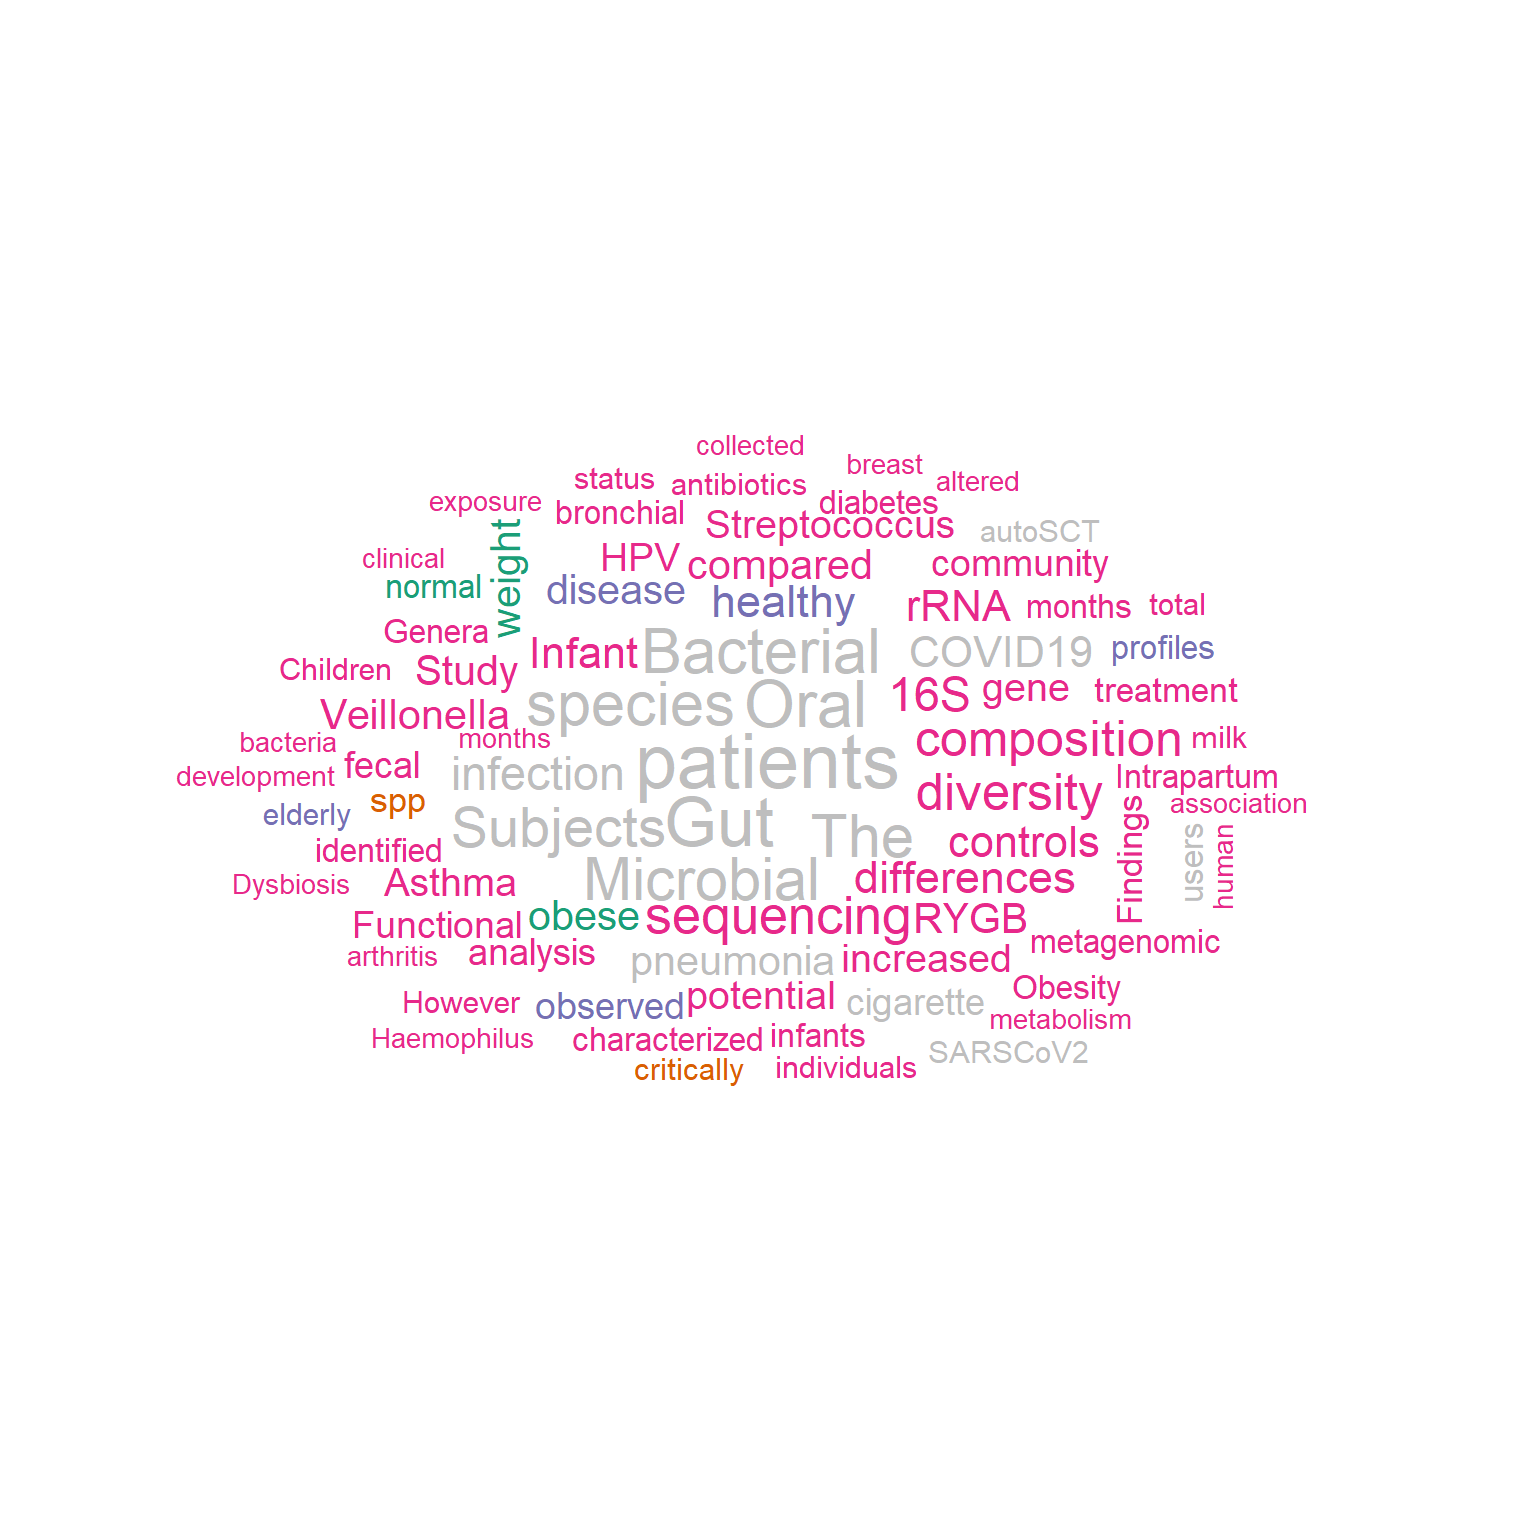 collected
breast
status
antibiotics
altered
exposure
bronchial
diabetes
Streptococcus
autoSCT
clinical
weight
HPV
compared
community
normal
disease
healthy
rRNA
months
total
Genera
Infant
Bacterial
COVID19
profiles
Children
Study
species
Oral
16S
gene
treatment
Veillonella
bacteria
months
patients
composition
milk
development
fecal
infection
diversity
Intrapartum
association
elderly
spp
Subjects
Gut
The
controls
Findings
users
human
identified
Dysbiosis
Asthma
Microbial
differences
Functional
obese
sequencing
RYGB
arthritis
analysis
pneumonia
increased
metagenomic
However
observed
potential
cigarette
Obesity
metabolism
Haemophilus
characterized
infants
SARSCoV2
critically
individuals